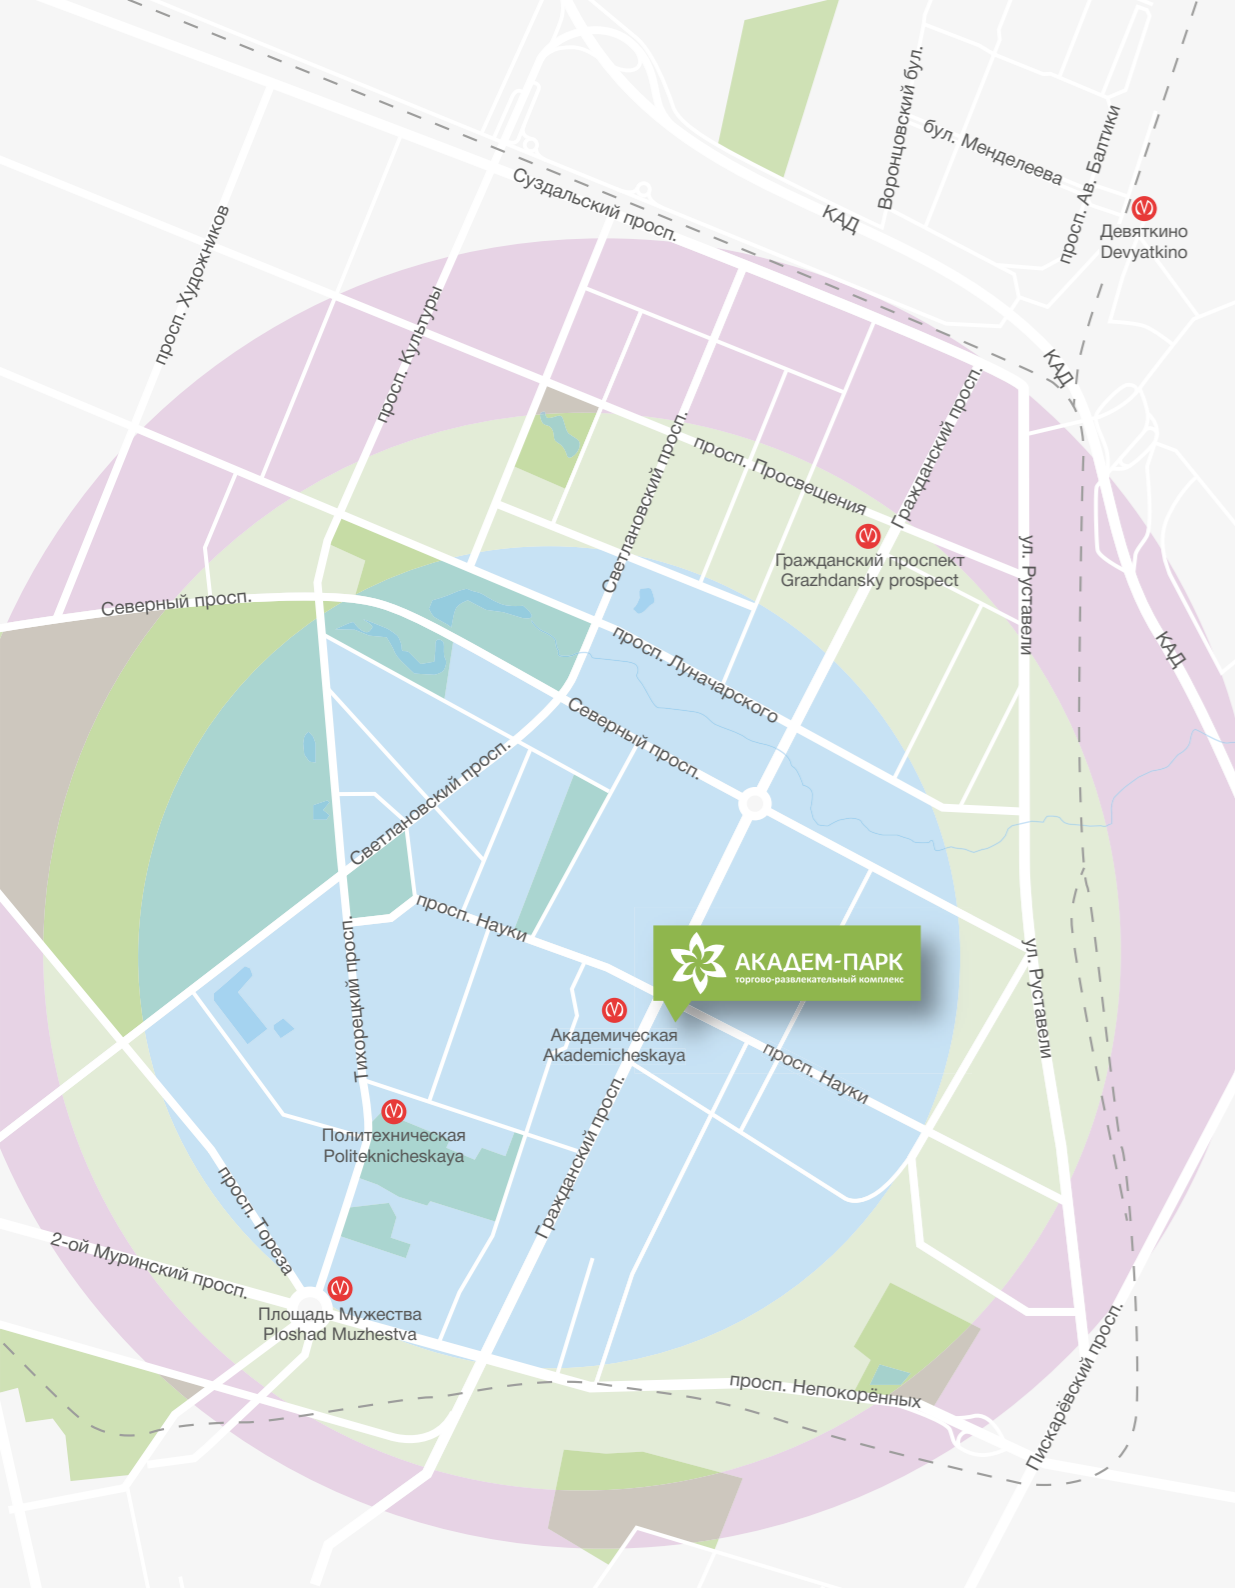 Воронцовский бул.
бул. Менделеева
просп. Ав. Балтики
Суздальский просп.
КАД
Девяткино
Devyatkino
просп. Художников
просп. Культуры
КАД
Гражданский просп.
Светлановский просп.
просп. Просвещения
Гражданский проспект
Grazhdansky prospect
ул. Руставели
Северный просп.
просп. Луначарского
КАД
Северный просп.
Светлановский просп.
просп. Науки
АКАДЕМ-ПАРК
торгово-развлекательный комплекс
Тихорецкий просп.
ул. Руставели
Академическая
Akademicheskaya
просп. Науки
Гражданский просп.
Политехническая
Politeknicheskaya
просп. Тореза
2-ой Муринский просп.
Площадь Мужества
Ploshad Muzhestva
просп. Непокорённых
Пискарёвский просп.